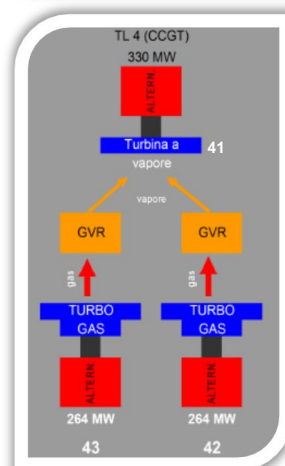 TL 4 (CCGT)
330 MW
ALTERN
Turbina a
41
vapore
vapore
GVR
GVR
gas
gas
TURBO
GAS
TURBO
GAS
ALTERN
ALTERN
264 MW
264 MW
43
42